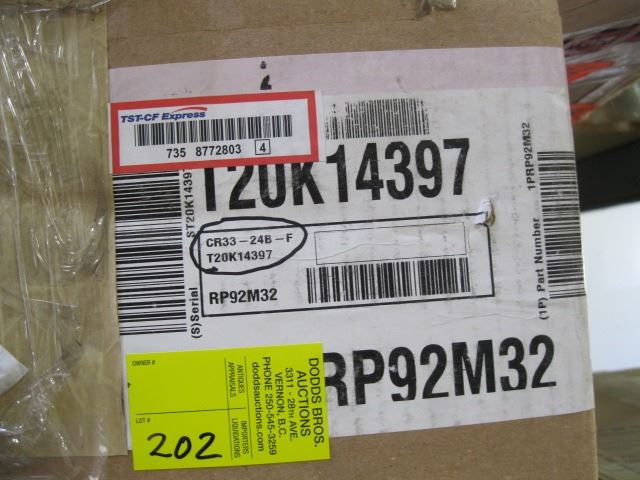 TST-CF Express
735 8772803 4
T20K14397
ST20K1439
(S) Serial
CR33-24B-F
T20K14397
RP92M32
1PRP92M32
(1P) Part Number
RP92M32
OWNER #
LOT #
202
ANTIQUES
APPRAISALS
IMPORTERS
LIQUIDATIONS
DODDS BROS.
AUCTIONS
3311 - 28TH AVE.
VERNON, B.C.
PHONE 250-545-3259
doddsauctions.com